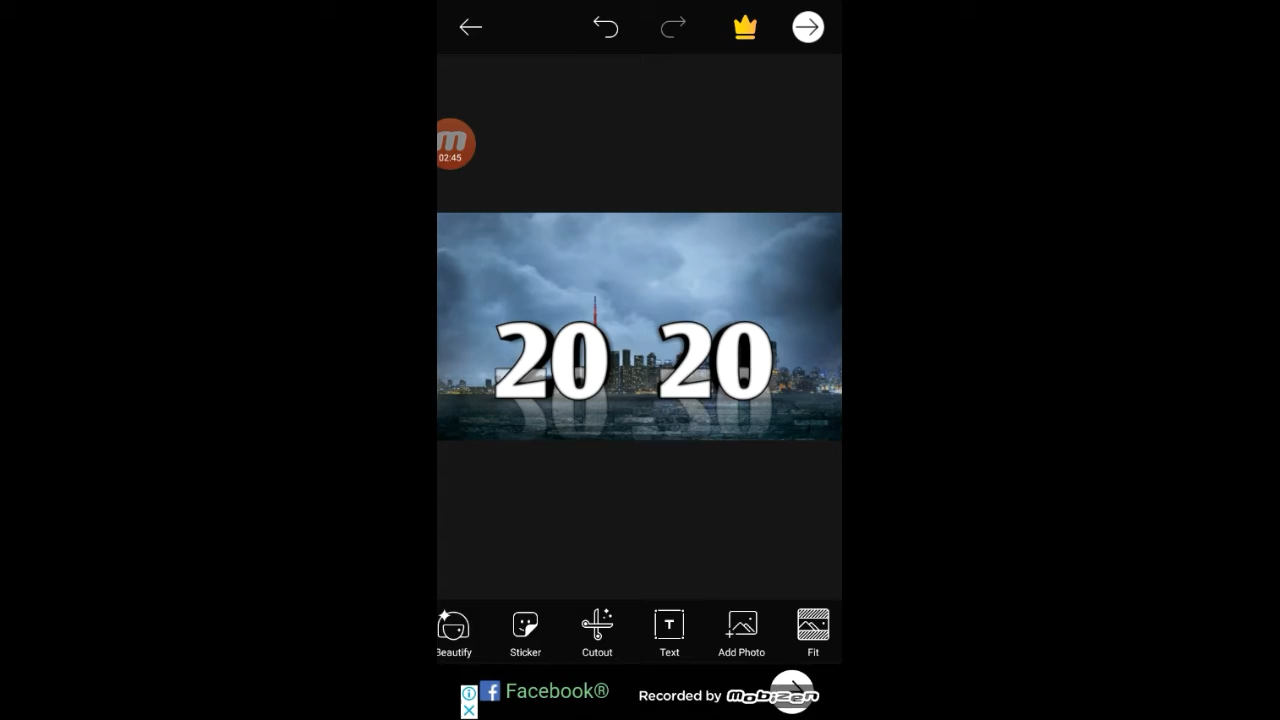 m
02:45
20 20
Beautify
Sticker
Cutout
T
Text
Add Photo
Fit
Facebook®
Recorded by mobizen